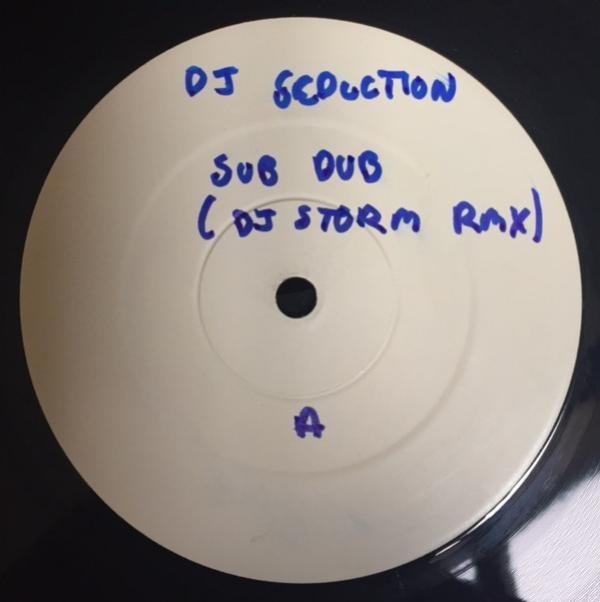 DJ SEDUCTION
SUB DUB
(DJ STORM RMX)
A